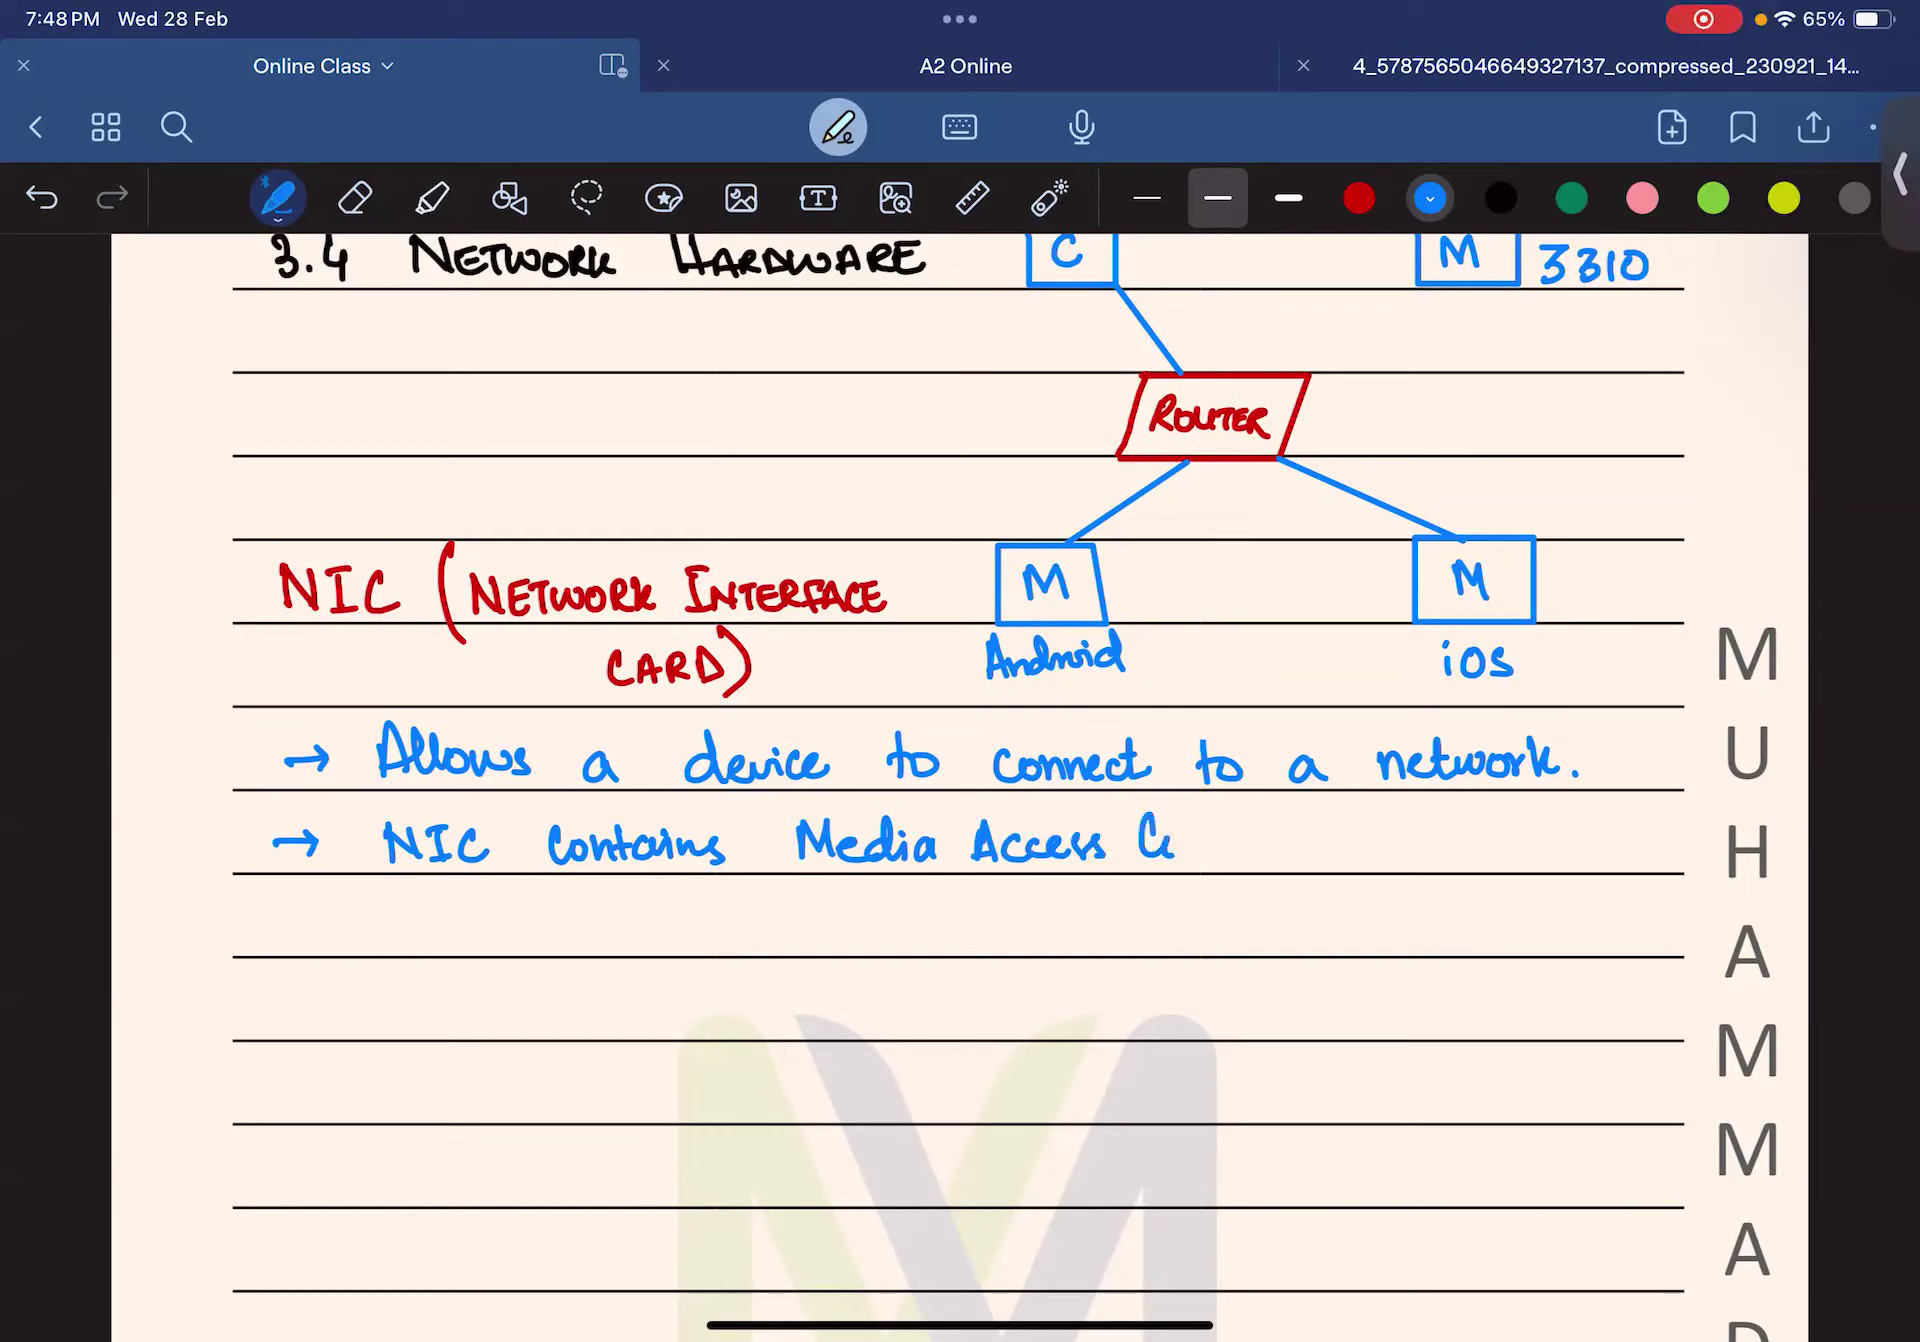 7:48 PM Wed 28 Feb
65%
Online Class
A2 Online
4_5787565046649327137_compressed_230921_14...
3.4 NETWORK HARDWARE
C
M 3310
ROUTER
NIC (NETWORK INTERFACE
CARD)
M
M
Android
iOS
→ Allows a device to connect to a network.
→ NIC contains Media Access
M
U
H
A
M
M
A
D